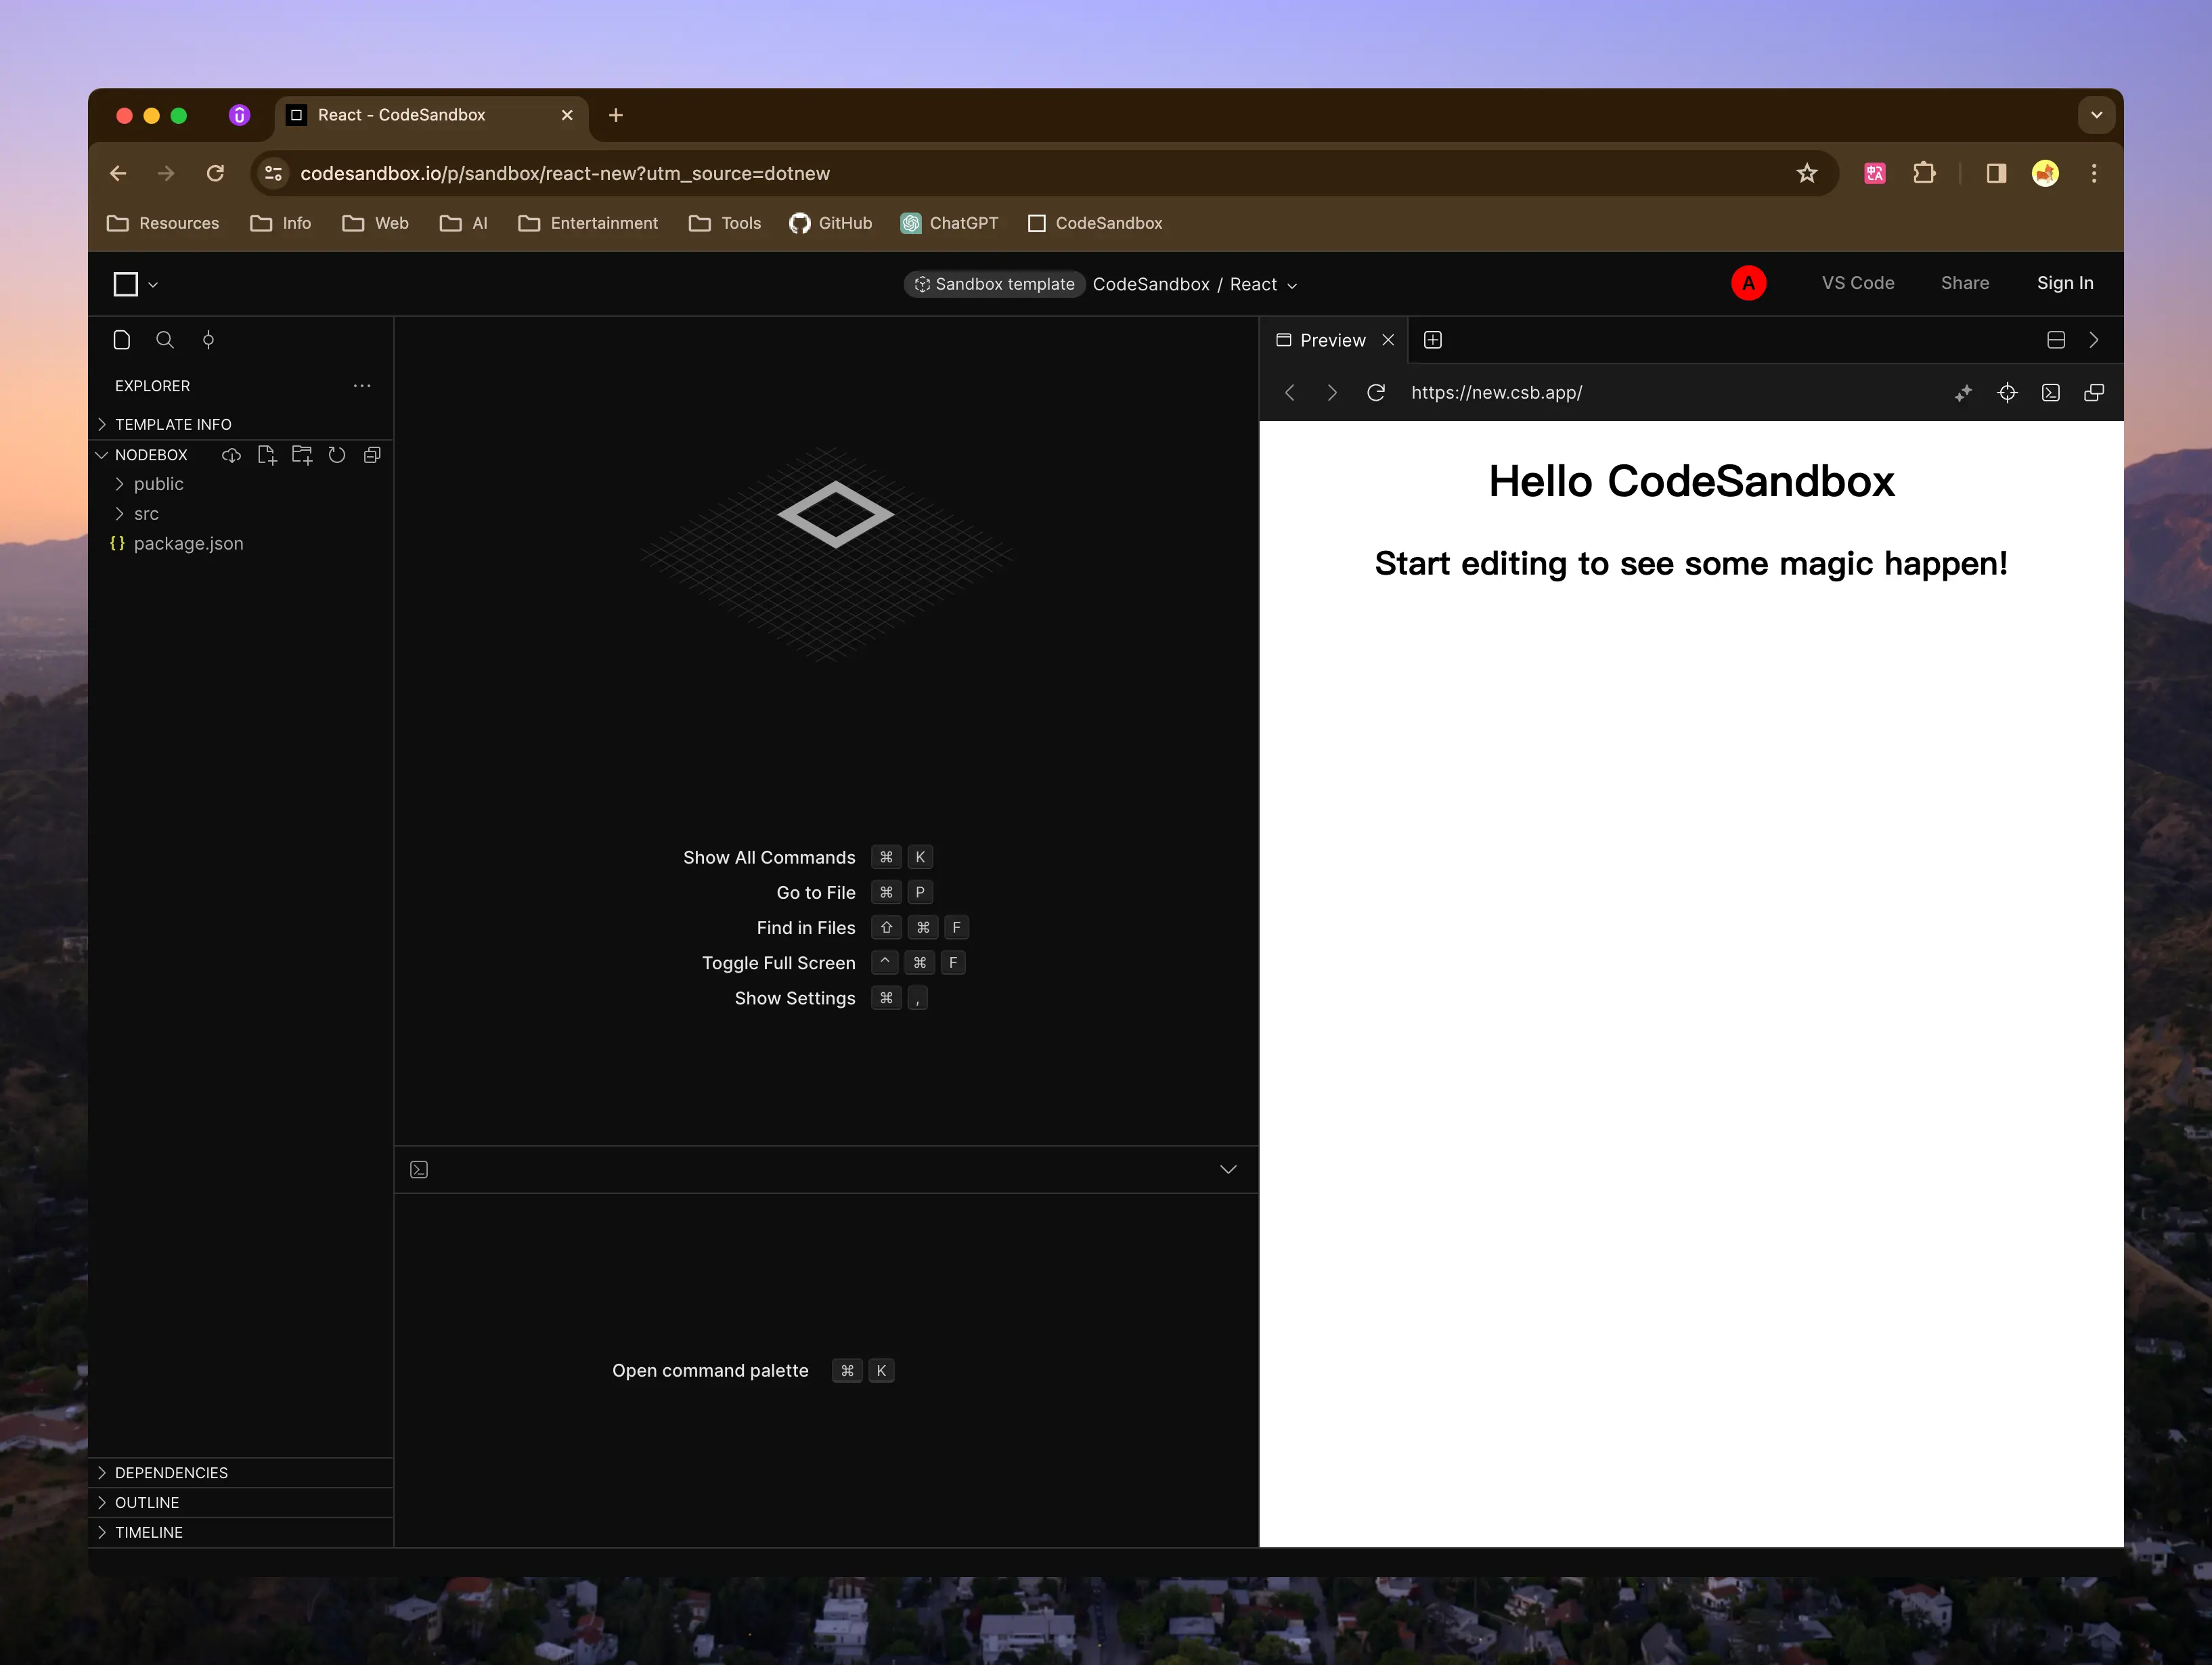 React - CodeSandbox
codesandbox.io/p/sandbox/react-new?utm_source=dotnew
Resources Info Web AI Entertainment Tools GitHub ChatGPT CodeSandbox
Sandbox template CodeSandbox / React
A VS Code Share Sign In
EXPLORER
TEMPLATE INFO
NODEBOX
public
src
{} package.json
Show All Commands ⌘ K
Go to File ⌘ P
Find in Files ⇧ ⌘ F
Toggle Full Screen ^ ⌘ F
Show Settings ⌘ ,
Open command palette ⌘ K
DEPENDENCIES
OUTLINE
TIMELINE
Preview
https://new.csb.app/
Hello CodeSandbox
Start editing to see some magic happen!